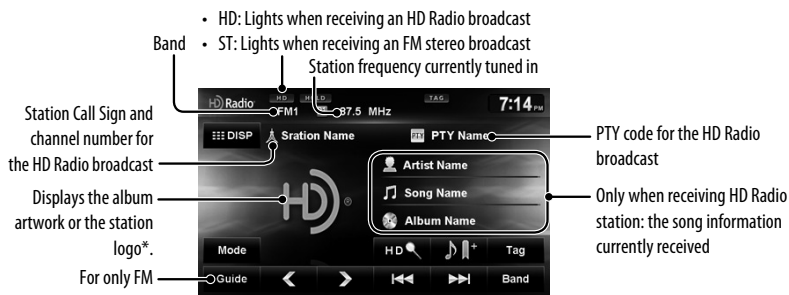 • HD: Lights when receiving an HD Radio broadcast
Band • ST: Lights when receiving an FM stereo broadcast
Station frequency currently tuned in
HD Radio HD HOLD TAG 7:14 PM
FM1 87.5 MHz
Station Call Sign and
channel number for
the HD Radio broadcast
DISP Sration Name PTY PTY Name
PTY code for the HD Radio
broadcast
Artist Name
Song Name
Album Name
HD®
Displays the album
artwork or the station
logo*.
Only when receiving HD Radio
station: the song information
currently received
Mode HD + Tag
For only FM
Guide Band